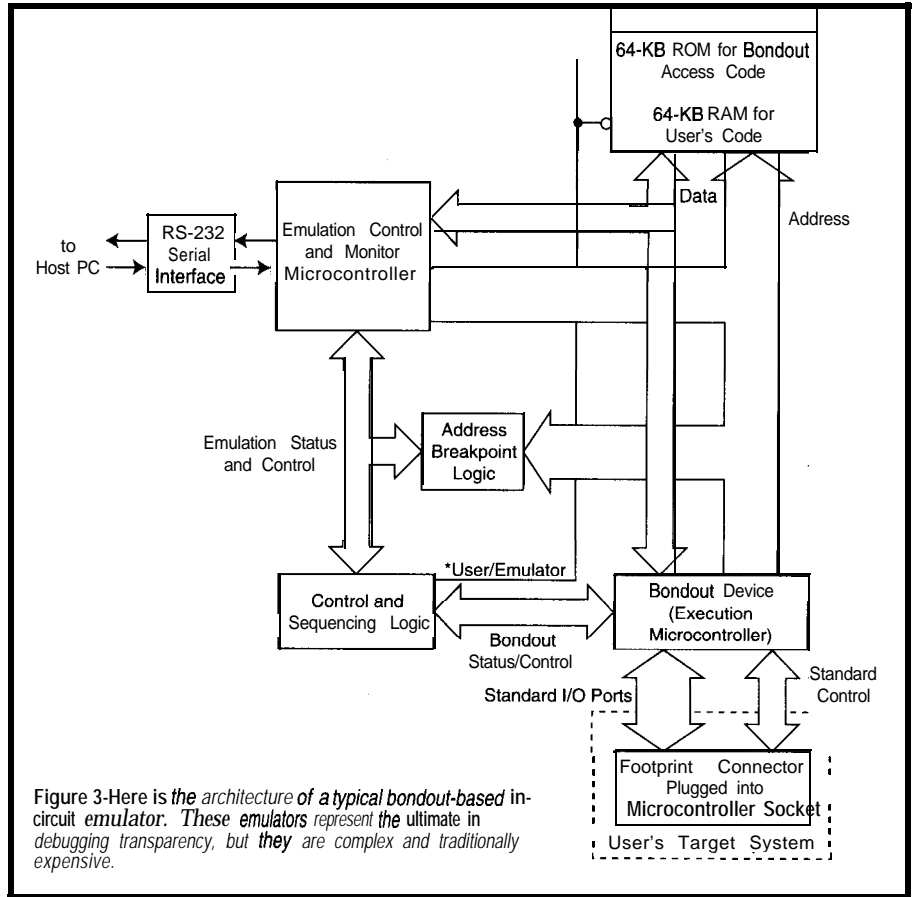 64-KB ROM for Bondout
Access Code
64-KB RAM for
User's Code
Data
Address
to
Host PC
RS-232
Serial
Interface
Emulation Control
and Monitor
Microcontroller
Emulation Status
and Control
Address
Breakpoint
Logic
*User/Emulator
Control and
Sequencing Logic
Bondout
Status/Control
Bondout Device
(Execution
Microcontroller)
Standard I/O Ports
Standard
Control
Footprint Connector
Plugged into
Microcontroller Socket
User's Target System
Figure 3-Here is the architecture of a typical bondout-based in-
circuit emulator. These emulators represent the ultimate in
debugging transparency, but they are complex and traditionally
expensive.